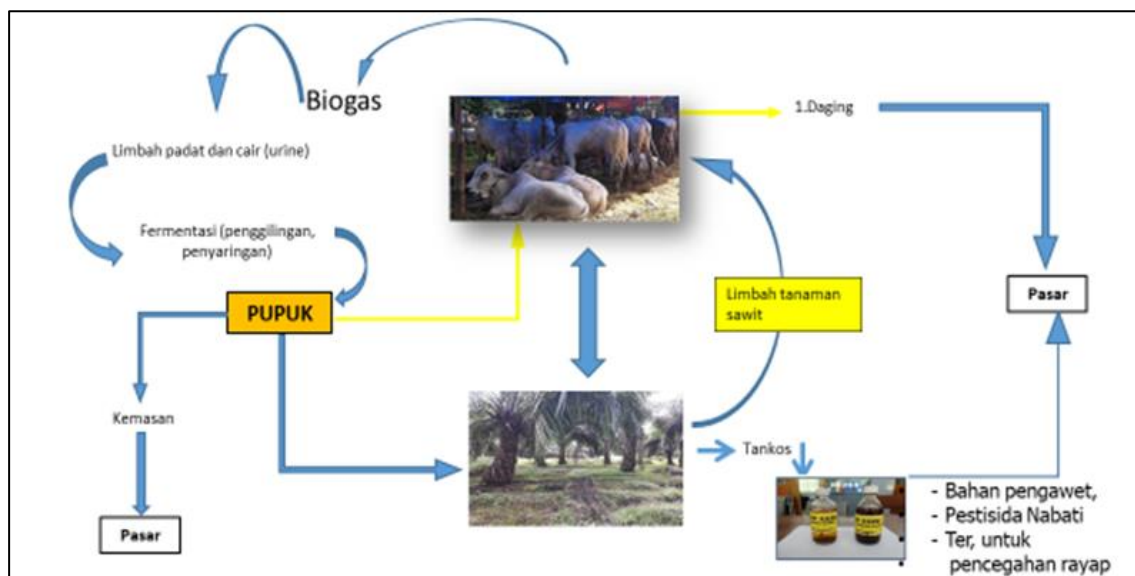 Biogas
1.Daging
Limbah padat dan cair (urine)
Fermentasi (penggilingan,
penyaringan)
PUPUK
Limbah tanaman
sawit
Pasar
Kemasan
Tankos
Pasar
- Bahan pengawet,
- Pestisida Nabati
- Ter, untuk
pencegahan rayap